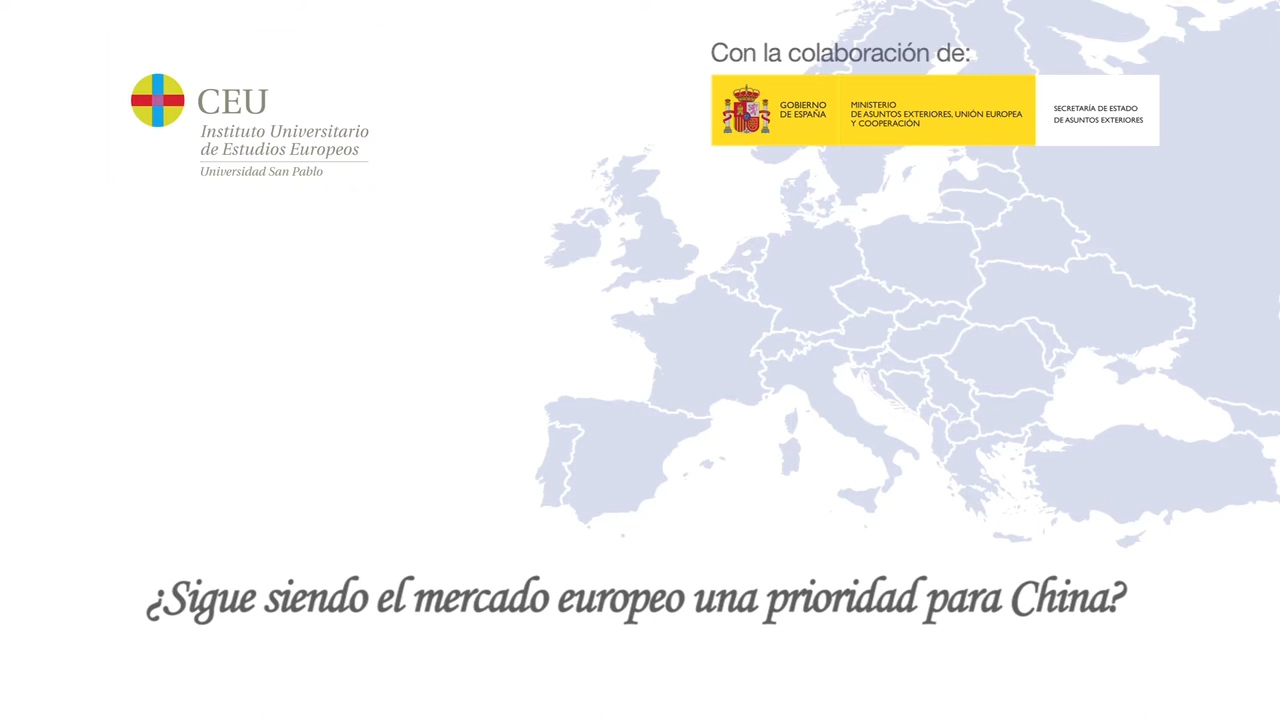 CEU
Instituto Universitario
de Estudios Europeos
Universidad San Pablo
Con la colaboración de:
GOBIERNO
DE ESPAÑA
MINISTERIO
DE ASUNTOS EXTERIORES, UNIÓN EUROPEA
Y COOPERACIÓN
SECRETARÍA DE ESTADO
DE ASUNTOS EXTERIORES
¿Sigue siendo el mercado europeo una prioridad para China?